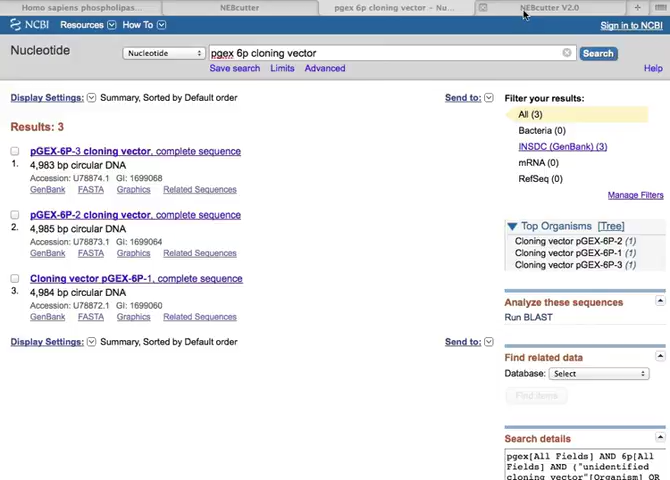 Homo sapiens phospholipas...
NEBcutter
pgex 6p cloning vector – Nu...
NEBcutter V2.0
+
NCBI Resources How To Sign in to NCBI
Nucleotide
Nucleotide
pgex 6p cloning vector
Search
Save search Limits Advanced
Help
Display Settings: Summary, Sorted by Default order
Send to:
Results: 3
pGEX-6P-3 cloning vector, complete sequence
1. 4,983 bp circular DNA
Accession: U78874.1 GI: 1699068
GenBank FASTA Graphics Related Sequences
pGEX-6P-2 cloning vector, complete sequence
2. 4,985 bp circular DNA
Accession: U78873.1 GI: 1699064
GenBank FASTA Graphics Related Sequences
Cloning vector pGEX-6P-1, complete sequence
3. 4,984 bp circular DNA
Accession: U78872.1 GI: 1699060
GenBank FASTA Graphics Related Sequences
Display Settings: Summary, Sorted by Default order
Send to:
Filter your results:
All (3)
Bacteria (0)
INSDC (GenBank) (3)
mRNA (0)
RefSeq (0)
Manage Filters
Top Organisms [Tree]
Cloning vector pGEX-6P-2 (1)
Cloning vector pGEX-6P-1 (1)
Cloning vector pGEX-6P-3 (1)
Analyze these sequences
Run BLAST
Find related data
Database: Select
Find items
Search details
pgex[All Fields] AND 6p[All
Fields] AND ("unidentified
cloning vector"[Organism] OR